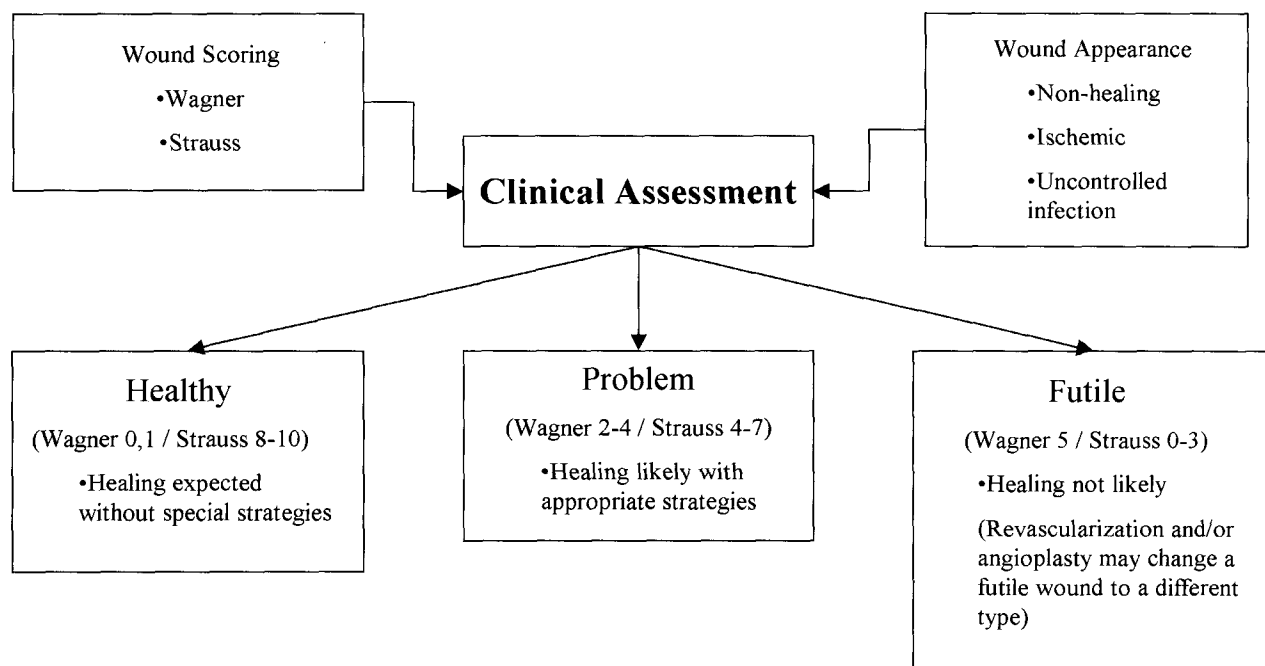 Wound Scoring
•Wagner
•Strauss
Wound Appearance
•Non-healing
•Ischemic
•Uncontrolled
infection
Clinical Assessment
Healthy
(Wagner 0,1 / Strauss 8-10)
•Healing expected
without special strategies
Problem
(Wagner 2-4 / Strauss 4-7)
•Healing likely with
appropriate strategies
Futile
(Wagner 5 / Strauss 0-3)
•Healing not likely
(Revascularization and/or
angioplasty may change a
futile wound to a different
type)